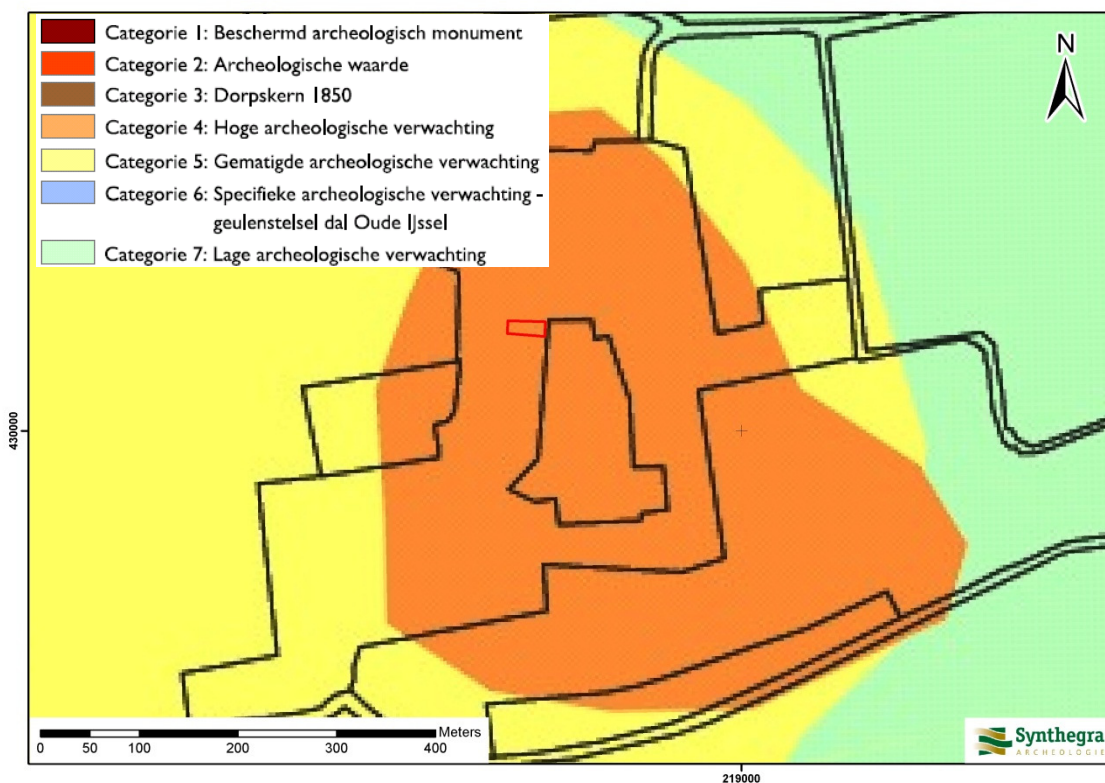 Categorie 1: Beschermd archeologisch monument
Categorie 2: Archeologische waarde
Categorie 3: Dorpskern 1850
Categorie 4: Hoge archeologische verwachting
Categorie 5: Gematigde archeologische verwachting
Categorie 6: Specifieke archeologische verwachting -
geulenstelsel dal Oude IJssel
Categorie 7: Lage archeologische verwachting
N
430000
Meters
0 50 100 200 300 400
Synthegra
ARCHEOLOGIE
219000